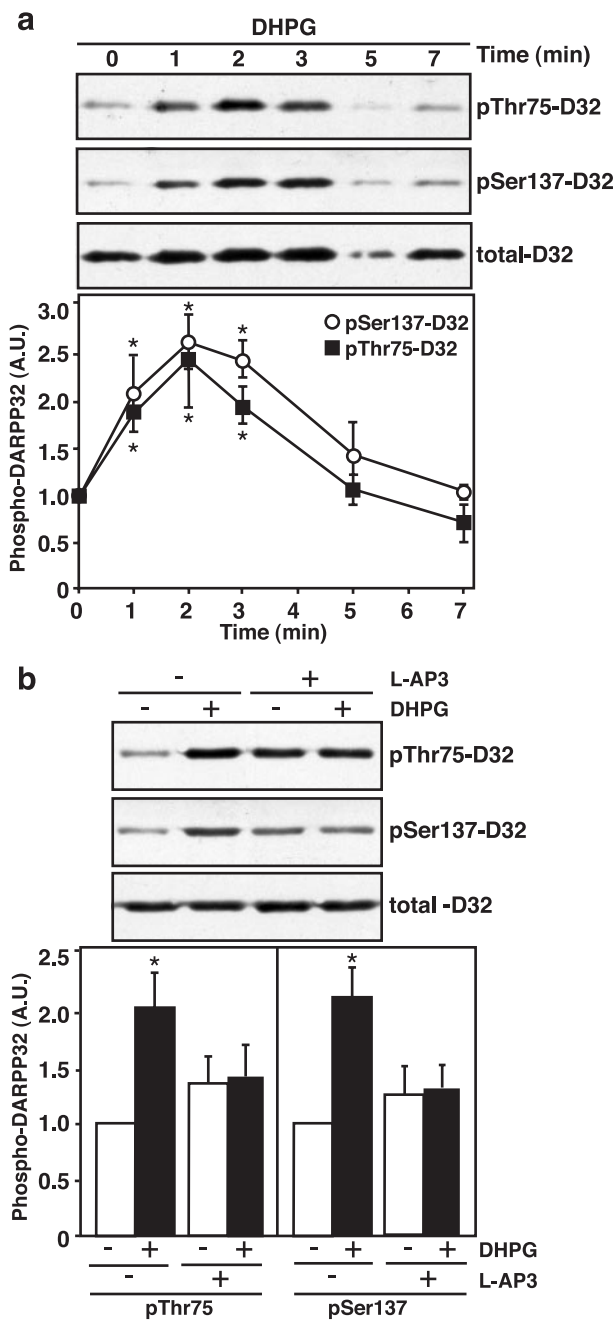 a
DHPG
0 1 2 3 5 7 Time (min)
pThr75-D32
pSer137-D32
total-D32
Phospho-DARPP32 (A.U.)
3.0
2.5
2.0
1.5
1.0
0.5
0
* * *
* * *
pSer137-D32
pThr75-D32
0 1 2 3 4 5 6 7
Time (min)
b
- + L-AP3
- + - + DHPG
pThr75-D32
pSer137-D32
total -D32
Phospho-DARPP32 (A.U.)
2.5
2.0
1.5
1.0
0.5
0
* *
- + - + - + - + DHPG
- + - + L-AP3
pThr75 pSer137